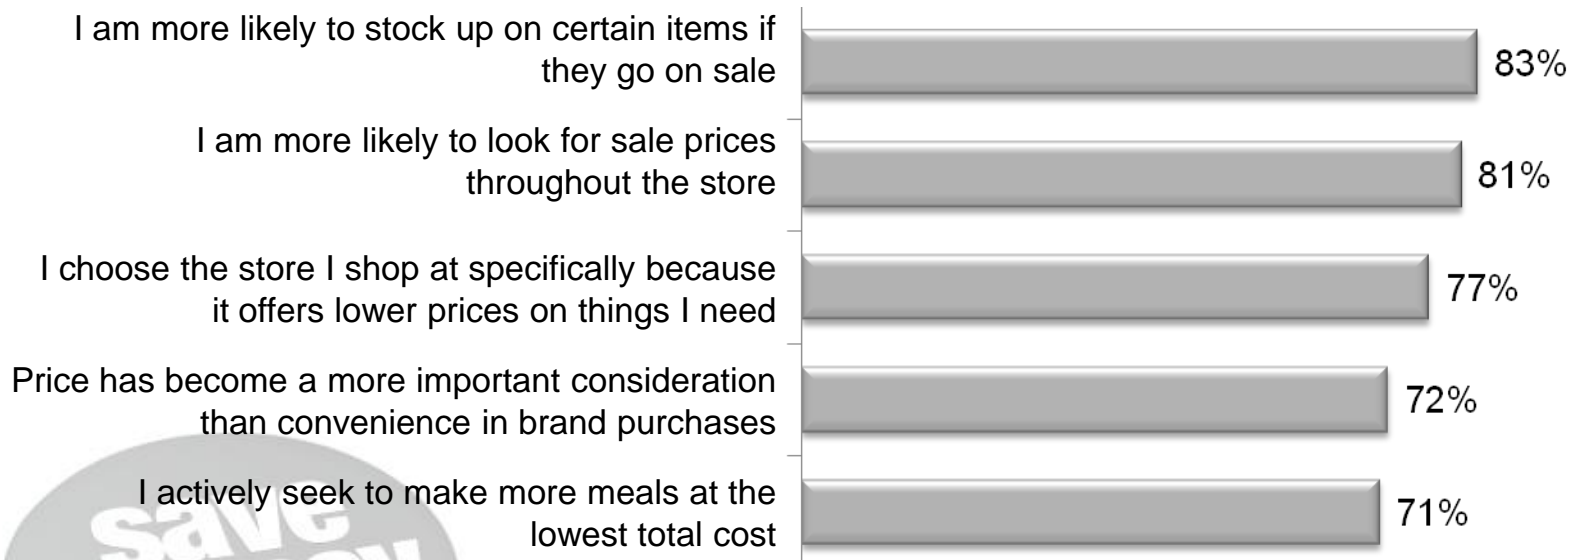 I am more likely to stock up on certain items if
they go on sale
83%
I am more likely to look for sale prices
throughout the store
81%
I choose the store I shop at specifically because
it offers lower prices on things I need
77%
Price has become a more important consideration
than convenience in brand purchases
72%
I actively seek to make more meals at the
lowest total cost
71%
save